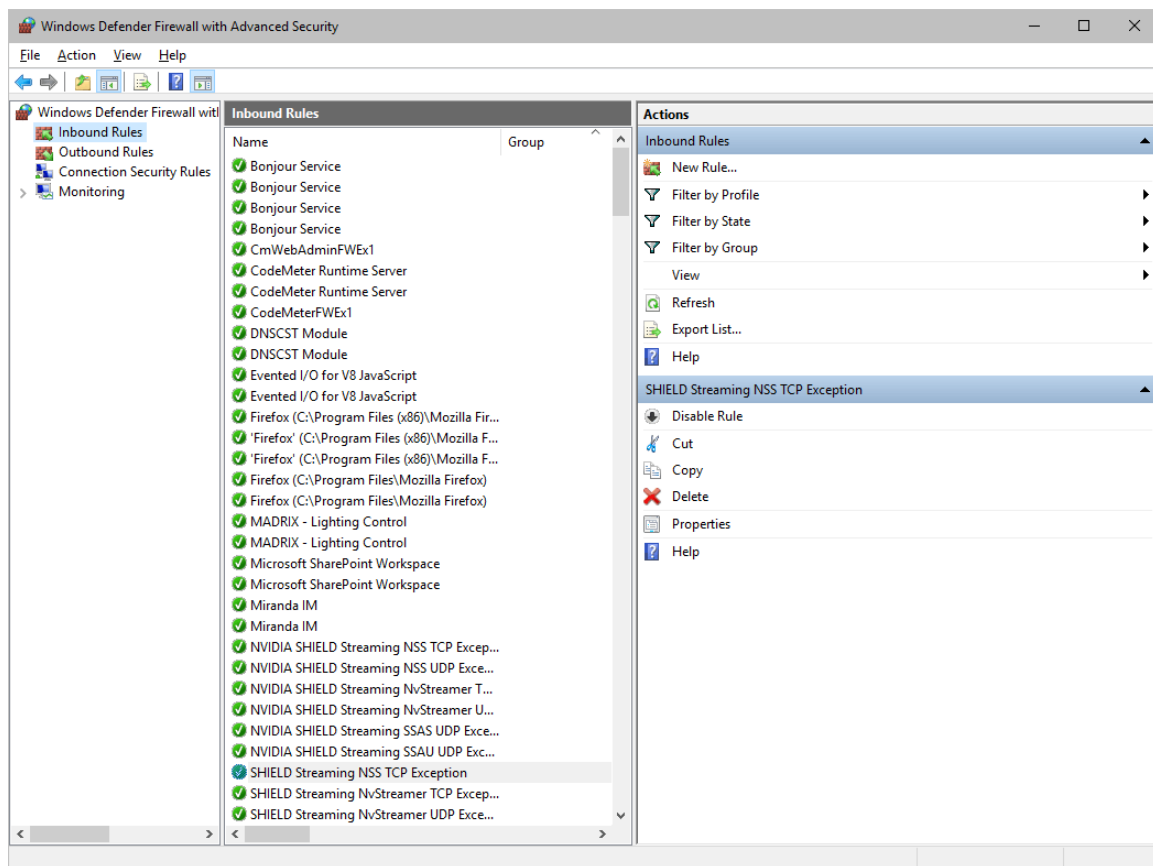 Windows Defender Firewall with Advanced Security
File Action View Help
Windows Defender Firewall with
Inbound Rules
Outbound Rules
Connection Security Rules
Monitoring
Inbound Rules
Name Group
Bonjour Service
Bonjour Service
Bonjour Service
Bonjour Service
CmWebAdminFWEx1
CodeMeter Runtime Server
CodeMeter Runtime Server
CodeMeterFWEx1
DNSCST Module
DNSCST Module
Evented I/O for V8 JavaScript
Evented I/O for V8 JavaScript
Firefox (C:\Program Files (x86)\Mozilla Fir...
'Firefox' (C:\Program Files (x86)\Mozilla F...
'Firefox' (C:\Program Files (x86)\Mozilla F...
Firefox (C:\Program Files\Mozilla Firefox)
Firefox (C:\Program Files\Mozilla Firefox)
MADRIX - Lighting Control
MADRIX - Lighting Control
Microsoft SharePoint Workspace
Microsoft SharePoint Workspace
Miranda IM
Miranda IM
NVIDIA SHIELD Streaming NSS TCP Excep...
NVIDIA SHIELD Streaming NSS UDP Exce...
NVIDIA SHIELD Streaming NvStreamer T...
NVIDIA SHIELD Streaming NvStreamer U...
NVIDIA SHIELD Streaming SSAS UDP Exce...
NVIDIA SHIELD Streaming SSAU UDP Exc...
SHIELD Streaming NSS TCP Exception
SHIELD Streaming NvStreamer TCP Excep...
SHIELD Streaming NvStreamer UDP Exce...
Actions
Inbound Rules
New Rule...
Filter by Profile
Filter by State
Filter by Group
View
Refresh
Export List...
Help
SHIELD Streaming NSS TCP Exception
Disable Rule
Cut
Copy
Delete
Properties
Help